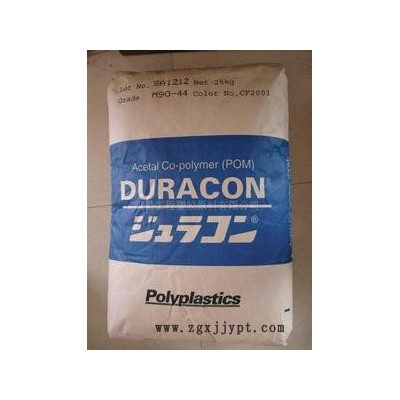 Lot No. 8A1212 Net 25kg
Grade M90-44 Color No.CF2001
Acetal Co-polymer (POM)
DURACON®
ジュラコン®
Polyplastics
www.zgxjjypt.com